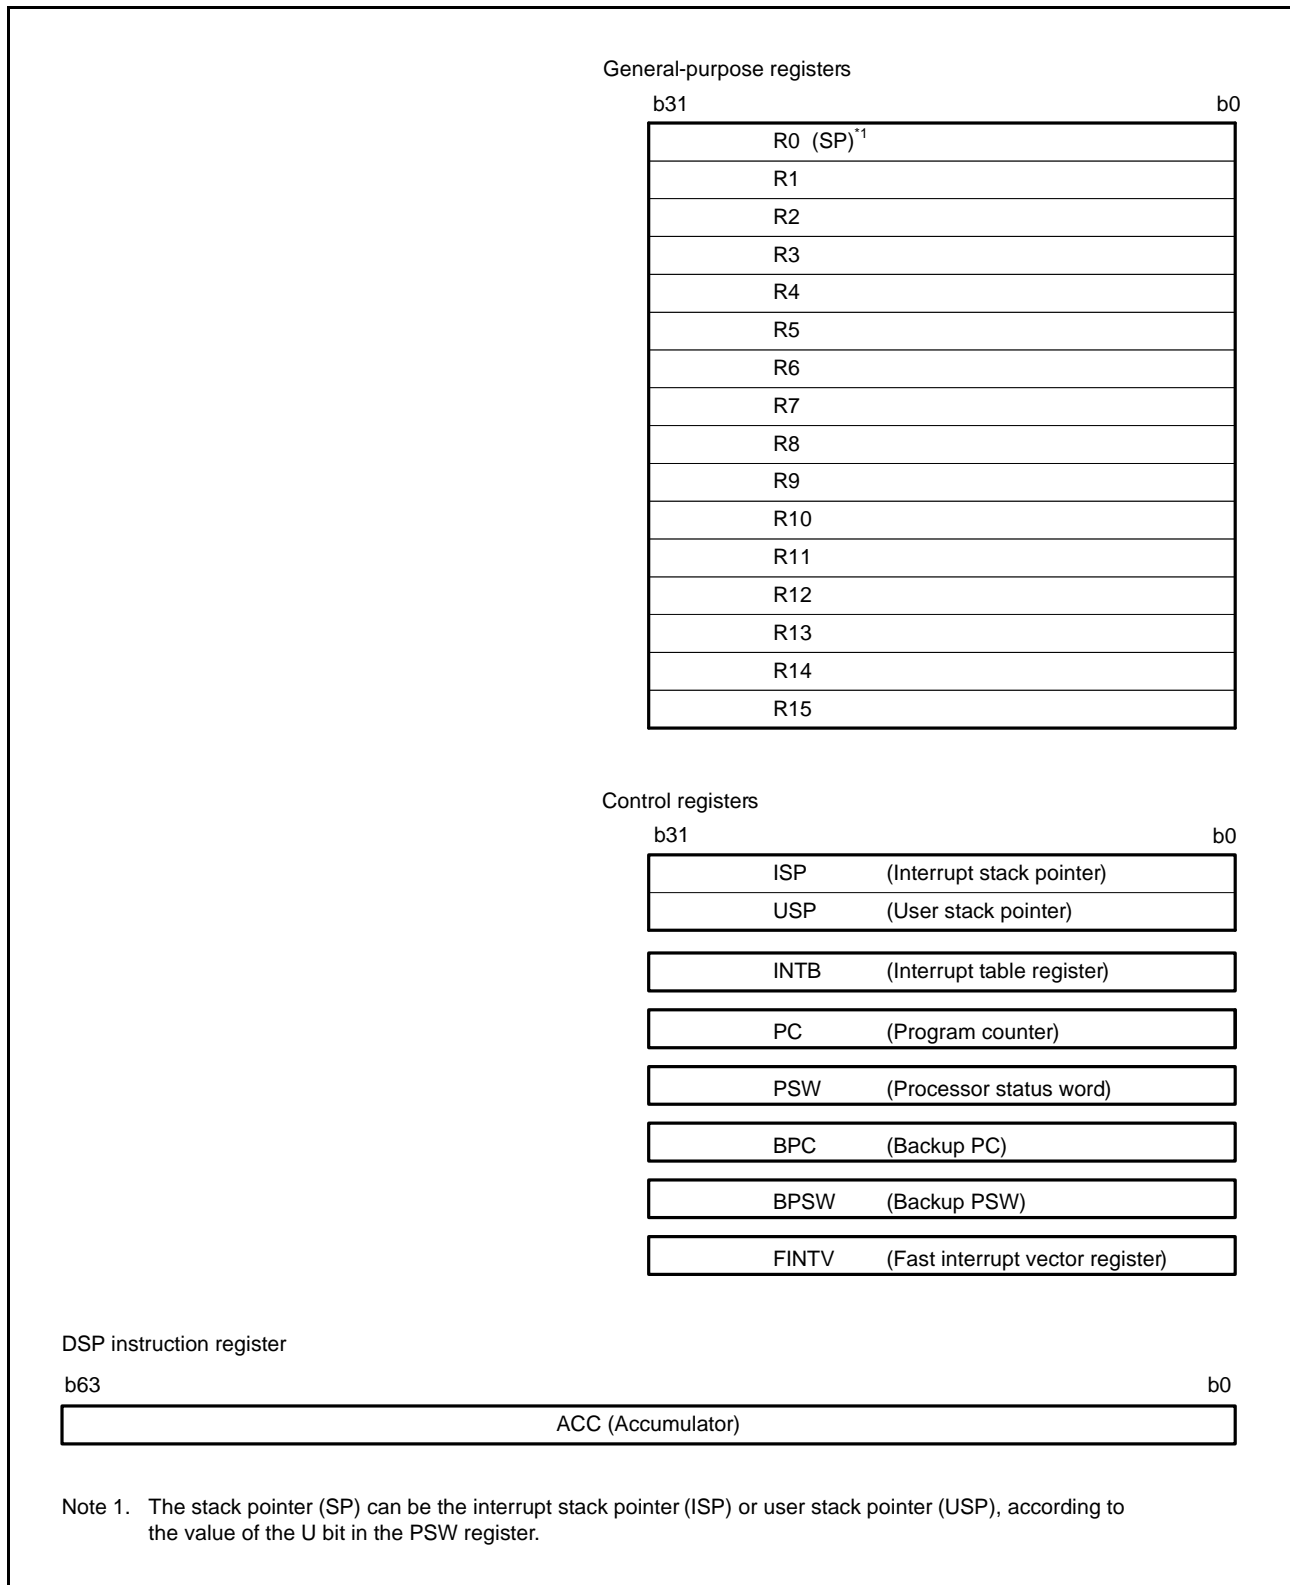 General-purpose registers
b31 b0
R0 (SP)*1
R1
R2
R3
R4
R5
R6
R7
R8
R9
R10
R11
R12
R13
R14
R15
Control registers
b31 b0
ISP (Interrupt stack pointer)
USP (User stack pointer)
INTB (Interrupt table register)
PC (Program counter)
PSW (Processor status word)
BPC (Backup PC)
BPSW (Backup PSW)
FINTV (Fast interrupt vector register)
DSP instruction register
b63 b0
ACC (Accumulator)
Note 1. The stack pointer (SP) can be the interrupt stack pointer (ISP) or user stack pointer (USP), according to
the value of the U bit in the PSW register.